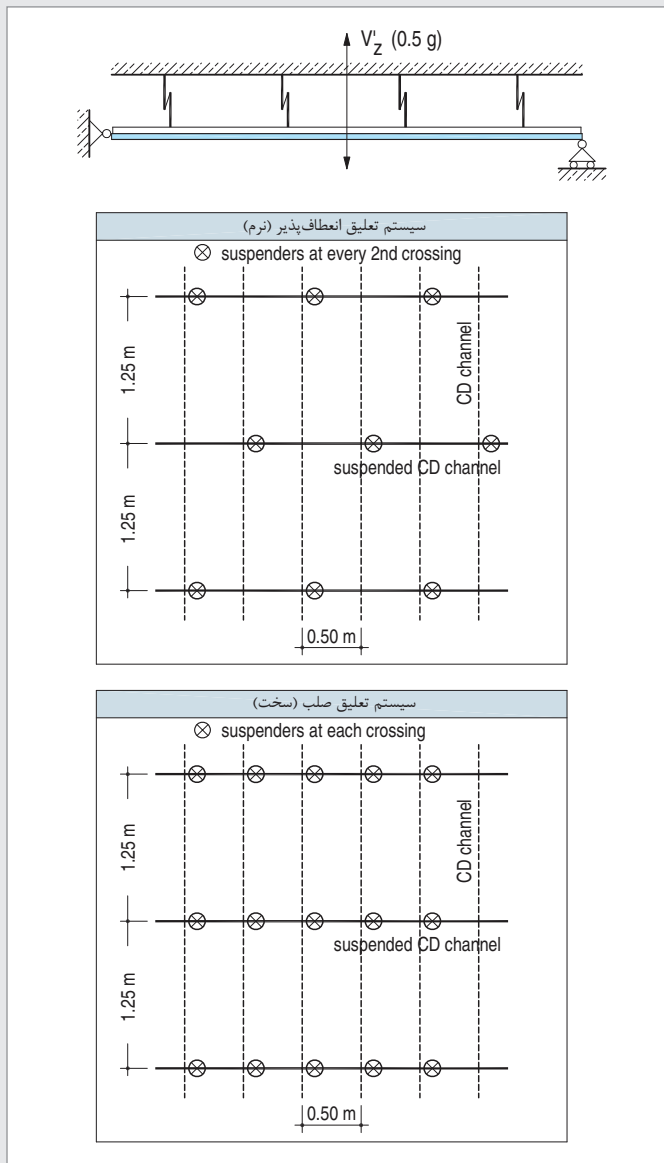 V'z (0.5 g)
سیستم تعلیق انعطاف‌پذیر (نرم)
suspenders at every 2nd crossing
1.25 m
CD channel
suspended CD channel
1.25 m
0.50 m
سیستم تعلیق صلب (سخت)
suspenders at each crossing
1.25 m
CD channel
suspended CD channel
1.25 m
0.50 m